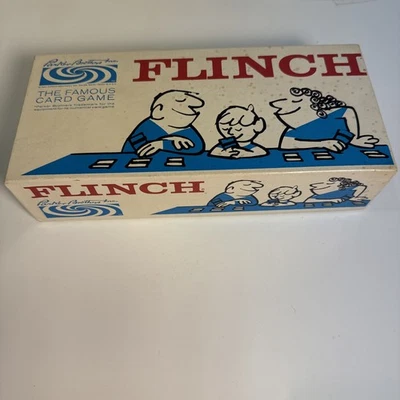 Parker Brothers Inc.
FLINCH
THE FAMOUS
CARD GAME
FLINCH
Parker Brothers Inc.